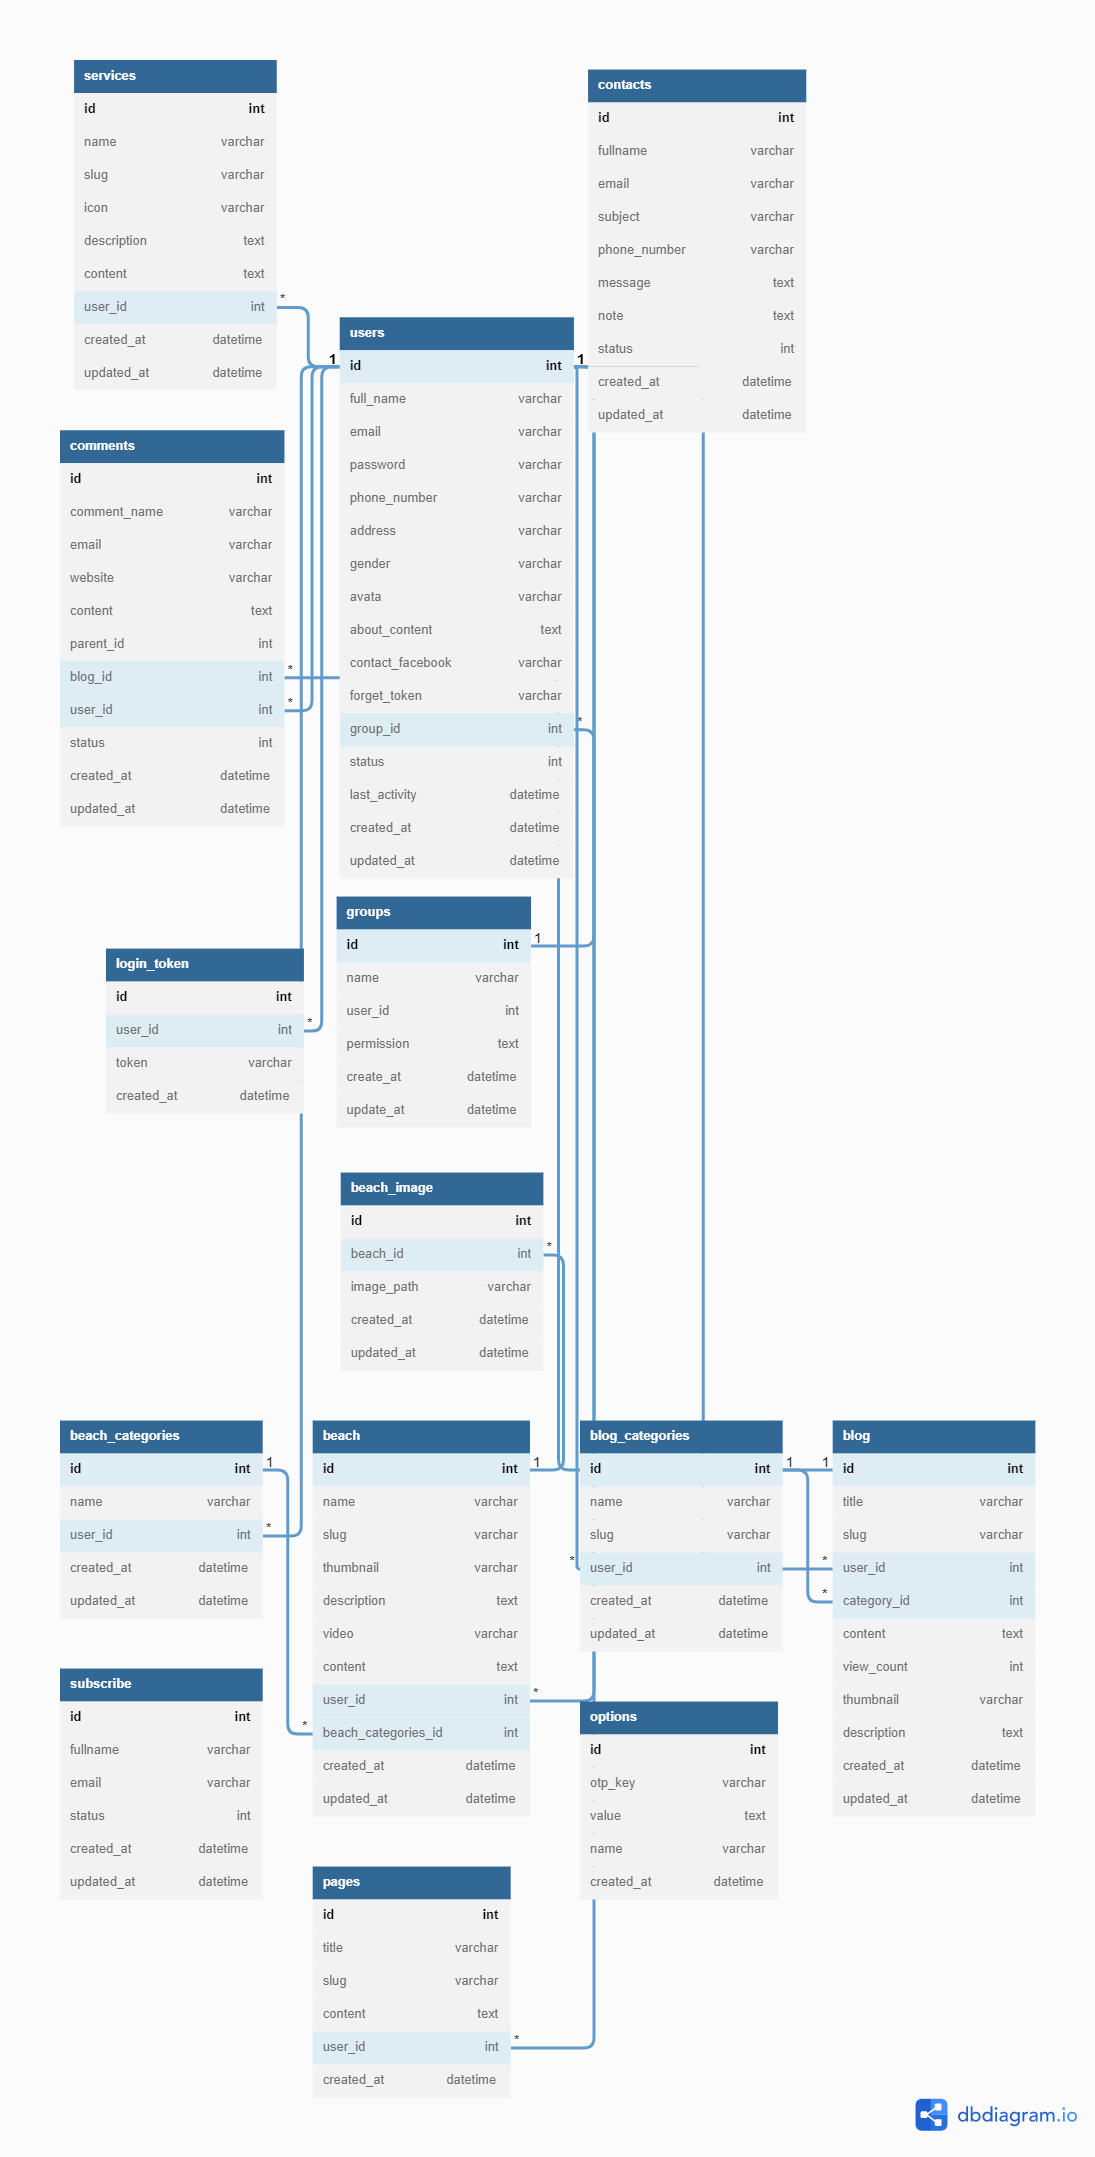 services
id int
name varchar
slug varchar
icon varchar
description text
content text
user_id int *
created_at datetime
updated_at datetime
contacts
id int
fullname varchar
email varchar
subject varchar
phone_number varchar
message text
note text
status int
created_at datetime
updated_at datetime
users
1 id int 1
full_name varchar
email varchar
password varchar
phone_number varchar
address varchar
gender varchar
avata varchar
about_content text
contact_facebook varchar
forget_token varchar
group_id int *
status int
last_activity datetime
created_at datetime
updated_at datetime
comments
id int
comment_name varchar
email varchar
website varchar
content text
parent_id int
blog_id int *
user_id int *
status int
created_at datetime
updated_at datetime
groups
id int 1
name varchar
user_id int
permission text
create_at datetime
update_at datetime
login_token
id int
user_id int *
token varchar
created_at datetime
beach_image
id int
beach_id int *
image_path varchar
created_at datetime
updated_at datetime
beach_categories
id int 1
name varchar
user_id int *
created_at datetime
updated_at datetime
beach
id int 1
name varchar
slug varchar
thumbnail varchar
description text
video varchar
content text
user_id int *
* beach_categories_id int
created_at datetime
updated_at datetime
blog_categories
id int 1
name varchar
slug varchar
* user_id int
created_at datetime
updated_at datetime
blog
1 id int
title varchar
slug varchar
* user_id int
* category_id int
content text
view_count int
thumbnail varchar
description text
created_at datetime
updated_at datetime
subscribe
id int
fullname varchar
email varchar
status int
created_at datetime
updated_at datetime
options
id int
otp_key varchar
value text
name varchar
created_at datetime
pages
id int
title varchar
slug varchar
content text
user_id int *
created_at datetime
dbdiagram.io